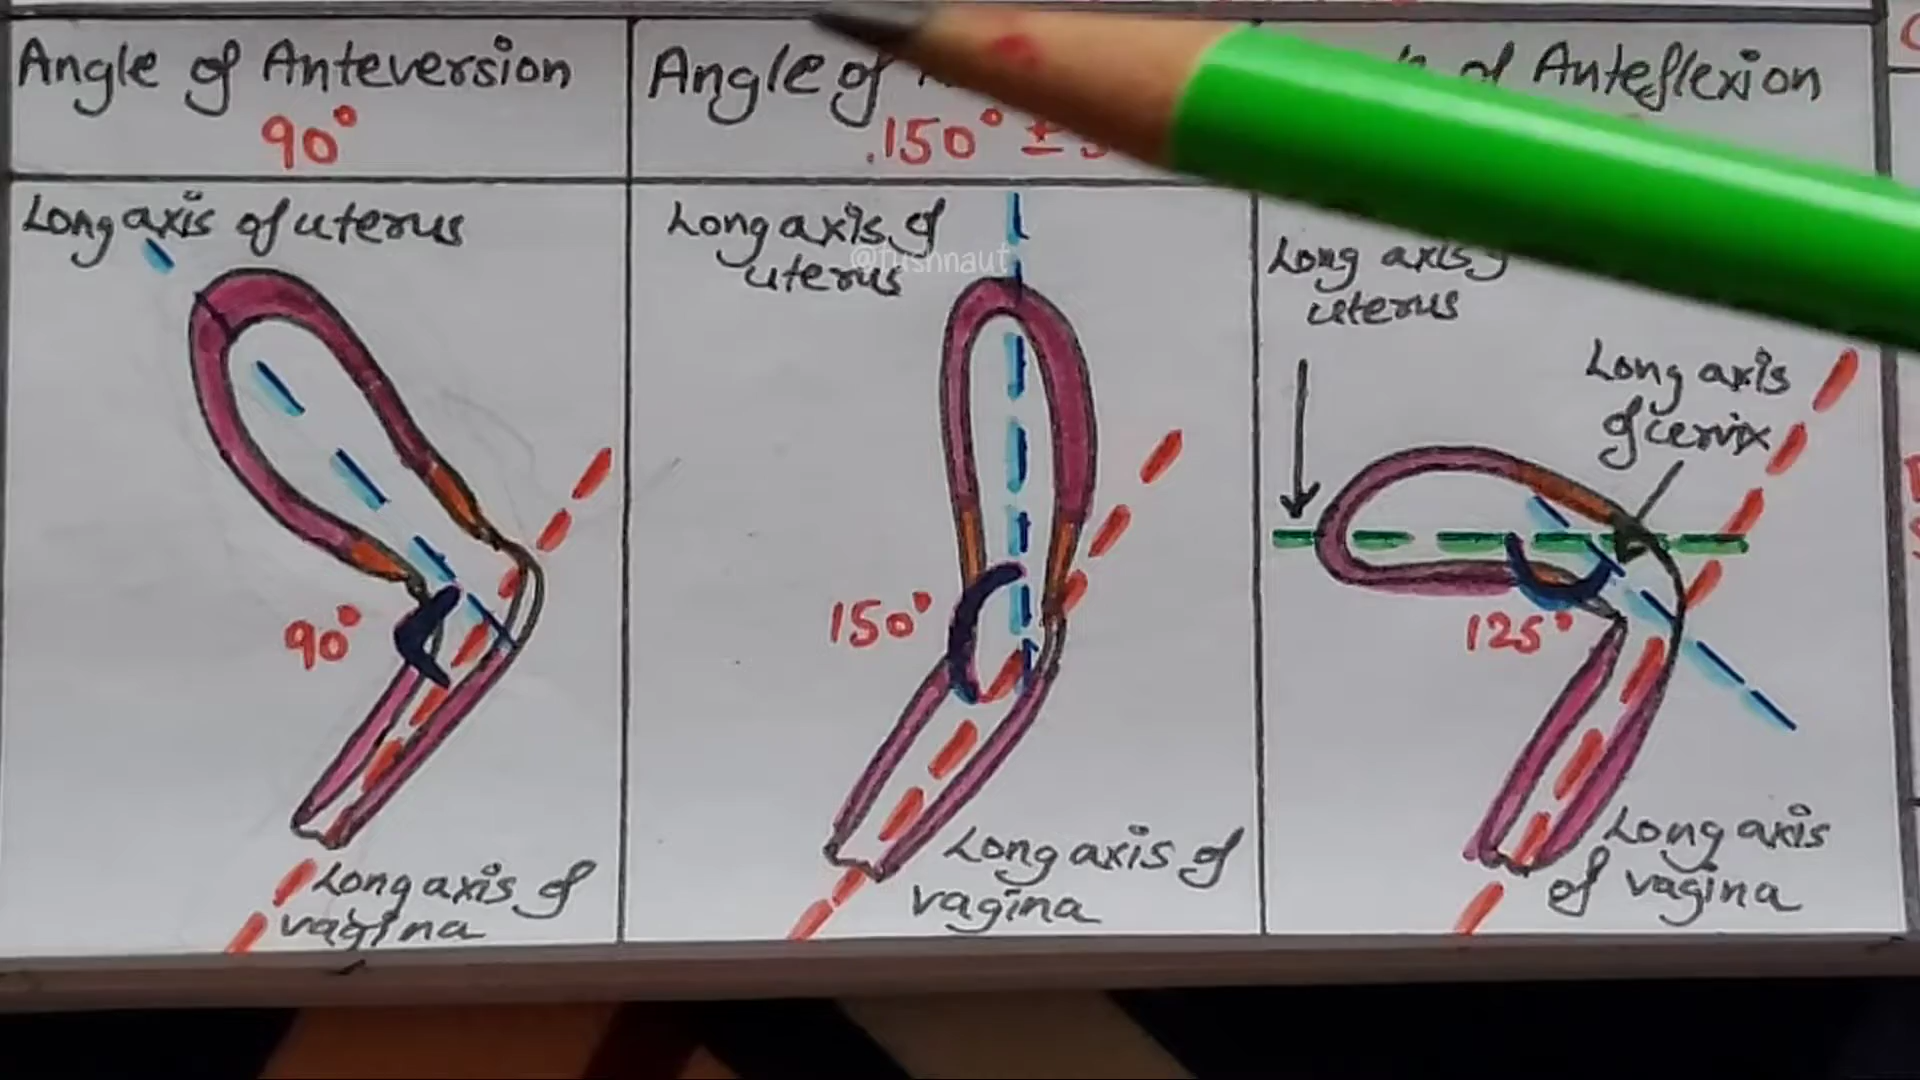 Angle of Anteversion
90°
Angle of
.150° ±
of Anteflexion
Long axis of uterus
90°
Long axis of
vagina
Long axis of
uterus
@tushnaut
150°
Long axis of
vagina
Long axis
uterus
Long axis
of cervix
125°
Long axis
of vagina